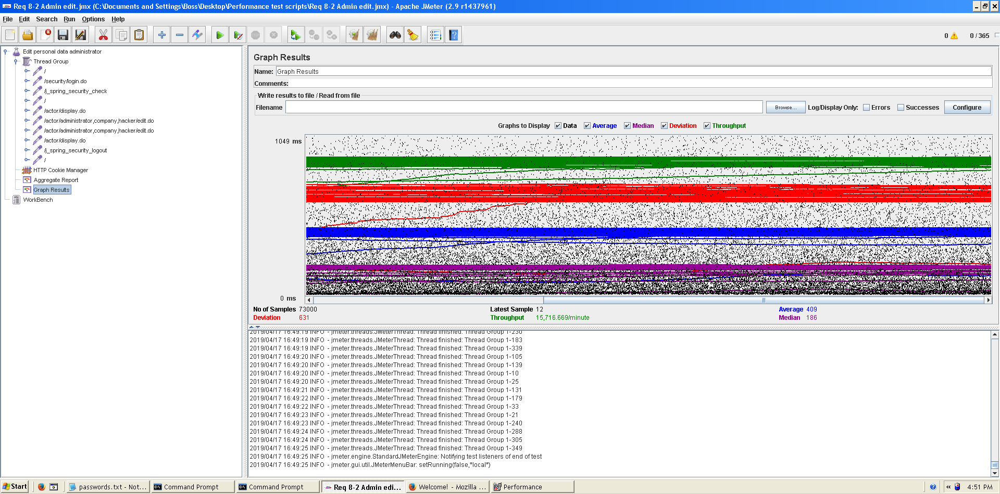 Req 8-2 Admin edit.jmx (C:\Documents and Settings\Boss\Desktop\Performance test scripts\Req 8-2 Admin edit.jmx) - Apache JMeter (2.9 r1437961)
File Edit Search Run Options Help
0 0 / 365
Edit personal data administrator
Thread Group
/
/security/login.do
/j_spring_security_check
/
/actor/display.do
/actor/administrator,company,hacker/edit.do
/actor/administrator,company,hacker/edit.do
/actor/display.do
/j_spring_security_logout
/
HTTP Cookie Manager
Aggregate Report
Graph Results
WorkBench
Graph Results
Name: Graph Results
Comments:
Write results to file / Read from file
Filename Browse... Log/Display Only: Errors Successes Configure
Graphs to Display Data Average Median Deviation Throughput
1049 ms
0 ms
No of Samples 73000 Latest Sample 12 Average 409
Deviation 631 Throughput 15,716.669/minute Median 186
2019/04/17 16:49:19 INFO - jmeter.threads.JMeterThread: Thread finished: Thread Group 1-230
2019/04/17 16:49:19 INFO - jmeter.threads.JMeterThread: Thread finished: Thread Group 1-183
2019/04/17 16:49:19 INFO - jmeter.threads.JMeterThread: Thread finished: Thread Group 1-339
2019/04/17 16:49:20 INFO - jmeter.threads.JMeterThread: Thread finished: Thread Group 1-105
2019/04/17 16:49:20 INFO - jmeter.threads.JMeterThread: Thread finished: Thread Group 1-139
2019/04/17 16:49:20 INFO - jmeter.threads.JMeterThread: Thread finished: Thread Group 1-10
2019/04/17 16:49:20 INFO - jmeter.threads.JMeterThread: Thread finished: Thread Group 1-25
2019/04/17 16:49:21 INFO - jmeter.threads.JMeterThread: Thread finished: Thread Group 1-131
2019/04/17 16:49:22 INFO - jmeter.threads.JMeterThread: Thread finished: Thread Group 1-179
2019/04/17 16:49:22 INFO - jmeter.threads.JMeterThread: Thread finished: Thread Group 1-33
2019/04/17 16:49:23 INFO - jmeter.threads.JMeterThread: Thread finished: Thread Group 1-21
2019/04/17 16:49:23 INFO - jmeter.threads.JMeterThread: Thread finished: Thread Group 1-240
2019/04/17 16:49:24 INFO - jmeter.threads.JMeterThread: Thread finished: Thread Group 1-288
2019/04/17 16:49:24 INFO - jmeter.threads.JMeterThread: Thread finished: Thread Group 1-305
2019/04/17 16:49:25 INFO - jmeter.threads.JMeterThread: Thread finished: Thread Group 1-349
2019/04/17 16:49:25 INFO - jmeter.engine.StandardJMeterEngine: Notifying test listeners of end of test
2019/04/17 16:49:25 INFO - jmeter.gui.util.JMeterMenuBar: setRunning(false,*local*)
Start passwords.txt - Not... Command Prompt Command Prompt Req 8-2 Admin edi... Welcome! - Mozilla ... Performance « 4:51 PM